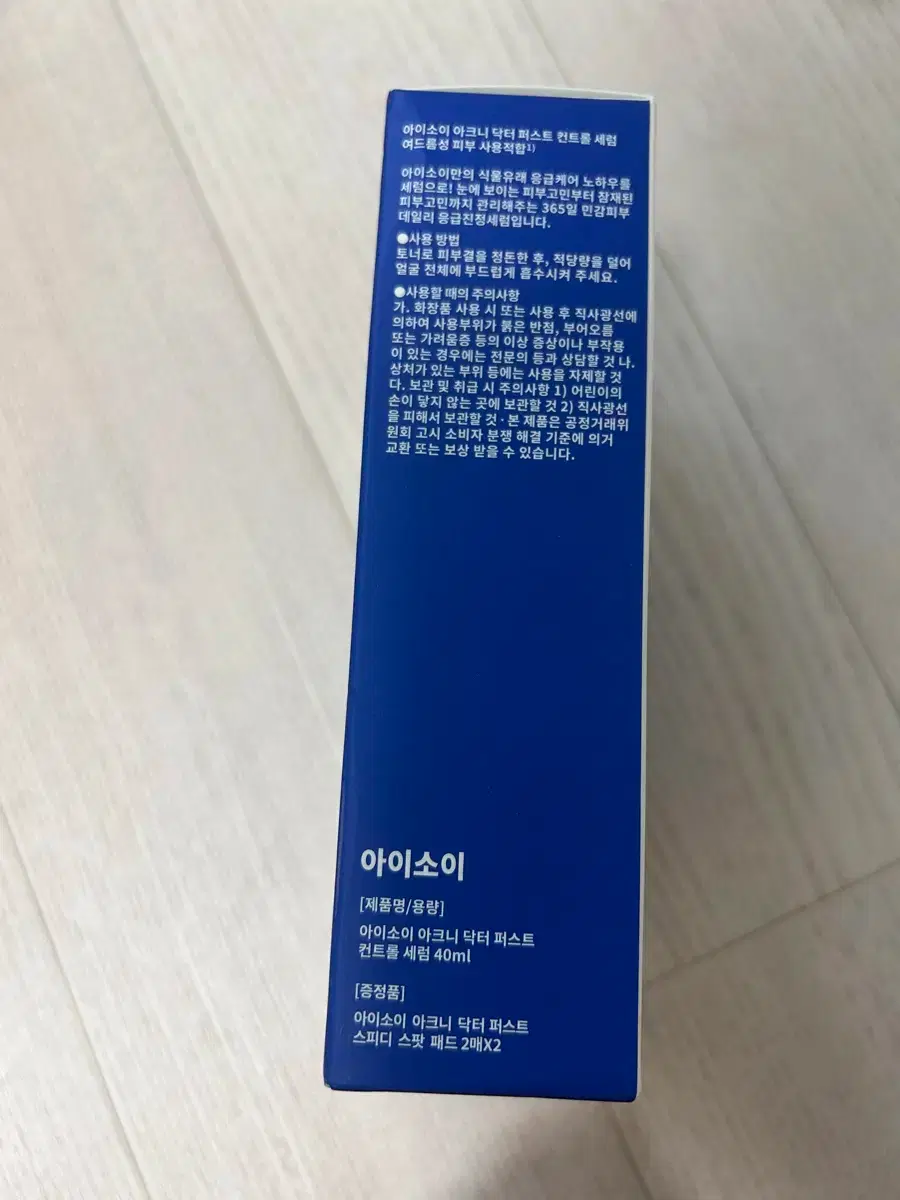 아이소이 아크니 닥터 퍼스트 컨트롤 세럼
여드름성 피부 사용적합1)
아이소이만의 식물유래 응급케어 노하우를
세럼으로! 눈에 보이는 피부고민부터 잠재된
피부고민까지 관리해주는 365일 민감피부
데일리 응급진정세럼입니다.
●사용 방법
토너로 피부결을 정돈한 후, 적당량을 덜어
얼굴 전체에 부드럽게 흡수시켜 주세요.
●사용할 때의 주의사항
가. 화장품 사용 시 또는 사용 후 직사광선에
의하여 사용부위가 붉은 반점, 부어오름
또는 가려움증 등의 이상 증상이나 부작용
이 있는 경우에는 전문의 등과 상담할 것 나.
상처가 있는 부위 등에는 사용을 자제할 것
다. 보관 및 취급 시 주의사항 1) 어린이의
손이 닿지 않는 곳에 보관할 것 2) 직사광선
을 피해서 보관할 것 · 본 제품은 공정거래위
원회 고시 소비자 분쟁 해결 기준에 의거
교환 또는 보상 받을 수 있습니다.
아이소이
[제품명/용량]
아이소이 아크니 닥터 퍼스트
컨트롤 세럼 40ml
[증정품]
아이소이 아크니 닥터 퍼스트
스피디 스팟 패드 2매X2